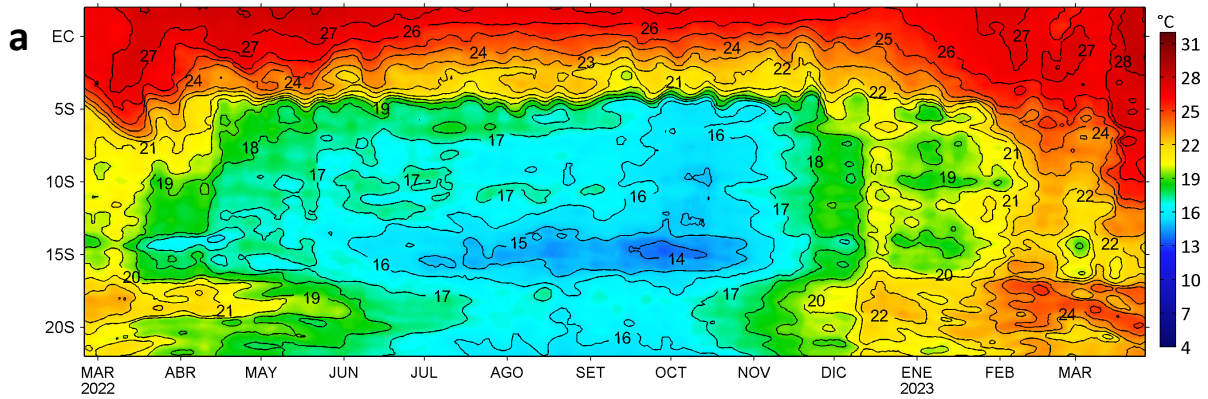 a
°C
EC
5S
10S
15S
20S
27 27 27 26 26 26 24 25 26 27 27 28
24 24 24 23 21 22 22 24
21 19 19 18 17 16 18 21
19 17 17 16 16 17 19 21 22
15 14 22
20 16 17 17 20 20
21 19 16 22 24
MAR ABR MAY JUN JUL AGO SET OCT NOV DIC ENE FEB MAR
2022 2023
31
28
25
22
19
16
13
10
7
4